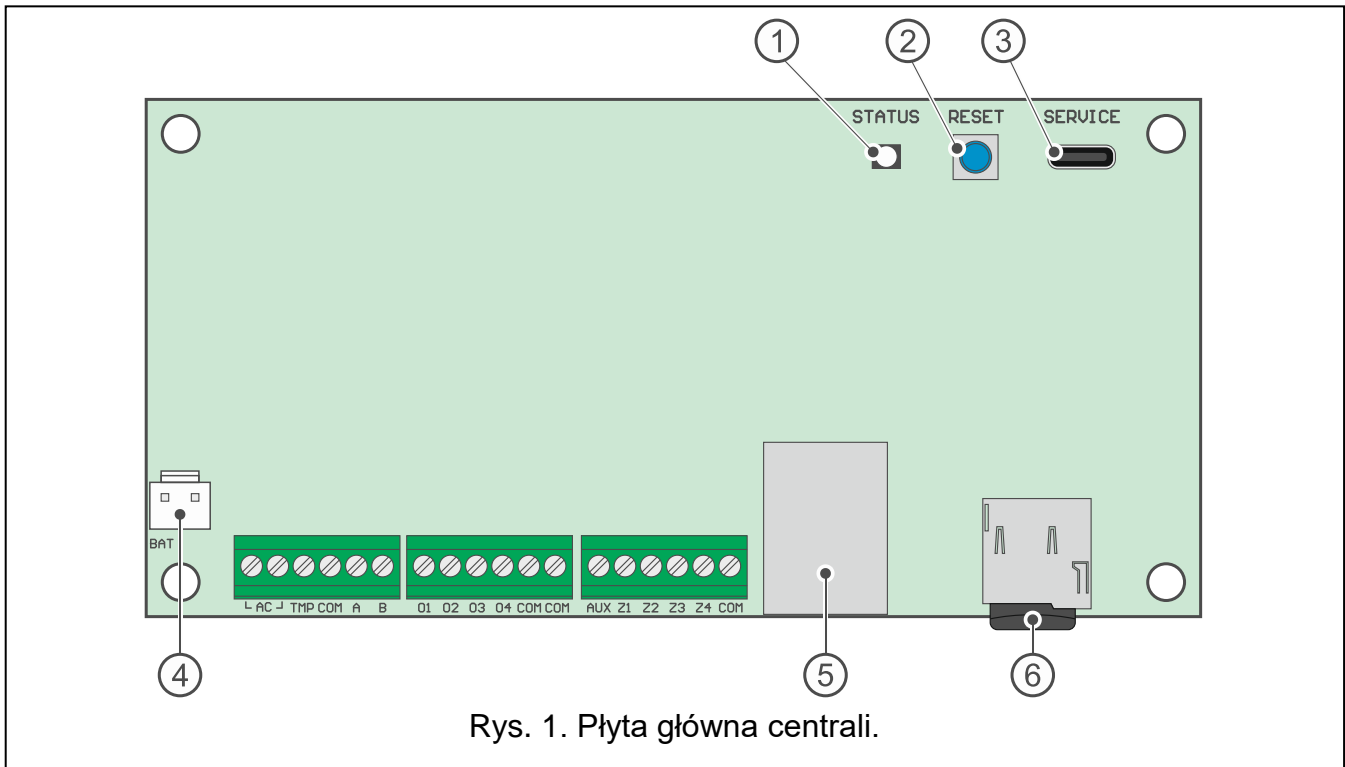 1 2 3
STATUS RESET SERVICE
BAT
AC TMP COM A B O1 O2 O3 O4 COM COM AUX Z1 Z2 Z3 Z4 COM
4 5 6
Rys. 1. Płyta główna centrali.